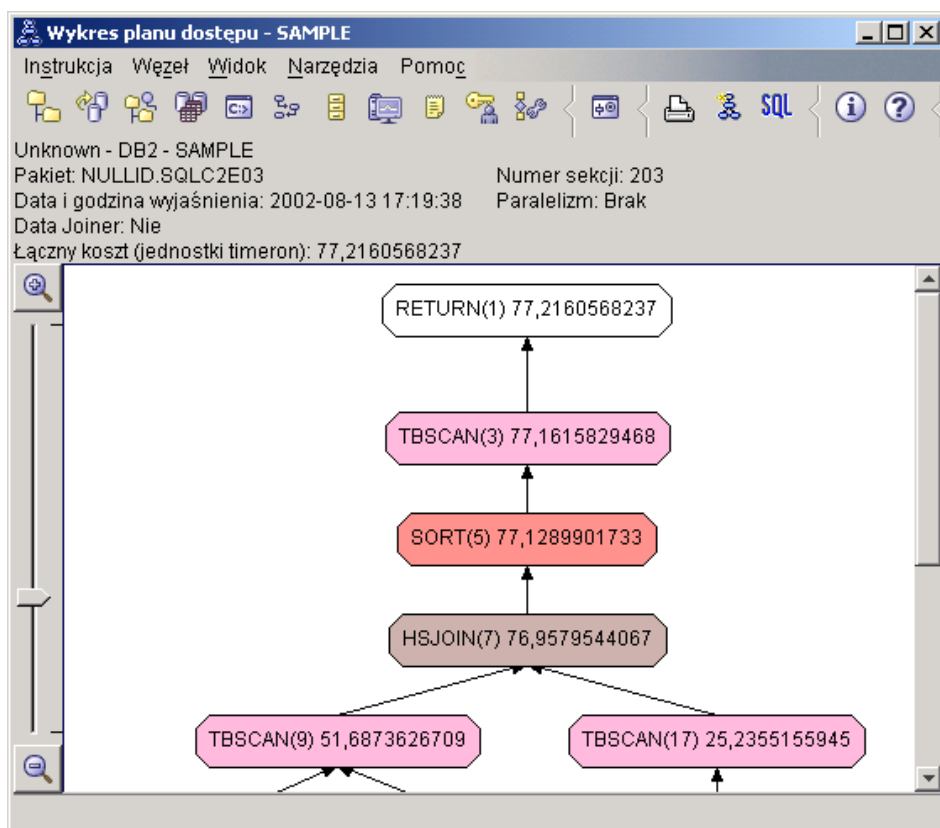 Wykres planu dostępu - SAMPLE
Instrukcja Węzeł Widok Narzędzia Pomoc
C:> SQL
Unknown - DB2 - SAMPLE
Pakiet: NULLID.SQLC2E03 Numer sekcji: 203
Data i godzina wyjaśnienia: 2002-08-13 17:19:38 Paralelizm: Brak
Data Joiner: Nie
Łączny koszt (jednostki timeron): 77,2160568237
RETURN(1) 77,2160568237
TBSCAN(3) 77,1615829468
SORT(5) 77,1289901733
HSJOIN(7) 76,9579544067
TBSCAN(9) 51,6873626709 TBSCAN(17) 25,2355155945